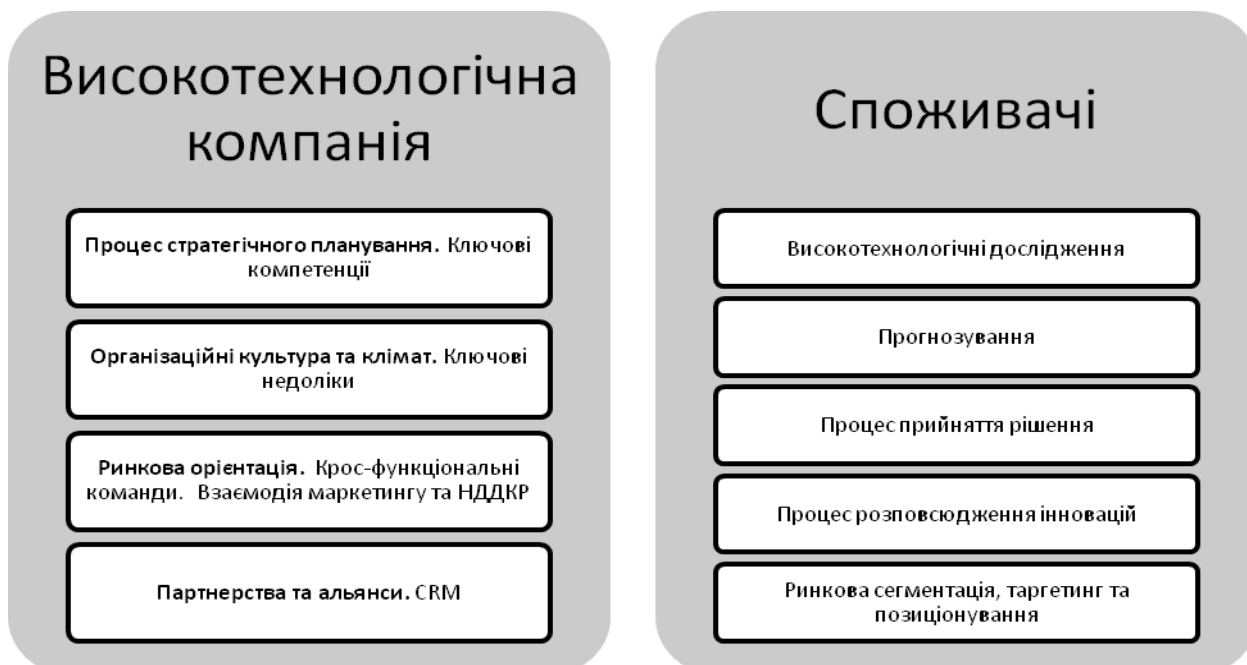 Високотехнологічна
компанія
Процес стратегічного планування. Ключові
компетенції
Організаційні культура та клімат. Ключові
недоліки
Ринкова орієнтація. Крос-функціональні
команди. Взаємодія маркетингу та НДДКР
Партнерства та альянси. CRM
Споживачі
Високотехнологічні дослідження
Прогнозування
Процес прийняття рішення
Процес розповсюдження інновацій
Ринкова сегментація, таргетинг та
позиціонування